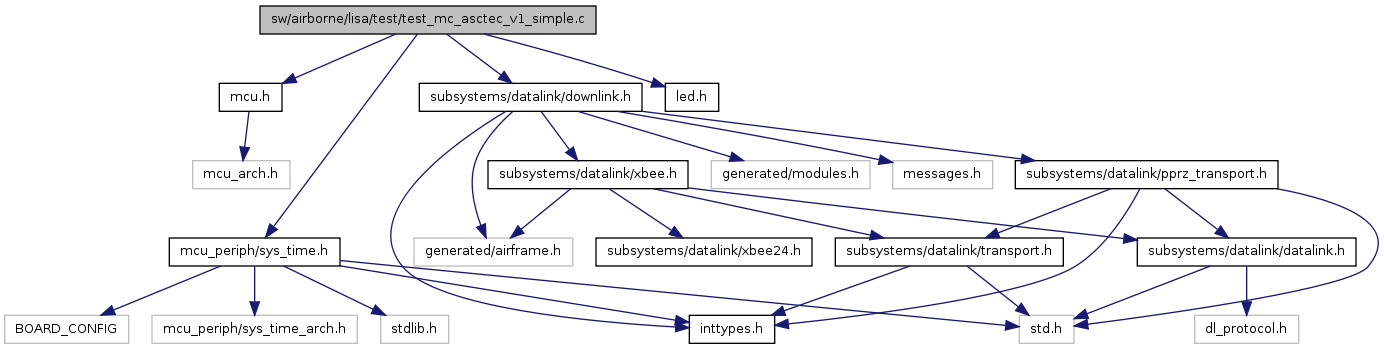 sw/airborne/lisa/test/test_mc_asctec_v1_simple.c
mcu.h
subsystems/datalink/downlink.h
led.h
mcu_arch.h
subsystems/datalink/xbee.h
generated/modules.h
messages.h
subsystems/datalink/pprz_transport.h
mcu_periph/sys_time.h
generated/airframe.h
subsystems/datalink/xbee24.h
subsystems/datalink/transport.h
subsystems/datalink/datalink.h
BOARD_CONFIG
mcu_periph/sys_time_arch.h
stdlib.h
inttypes.h
std.h
dl_protocol.h